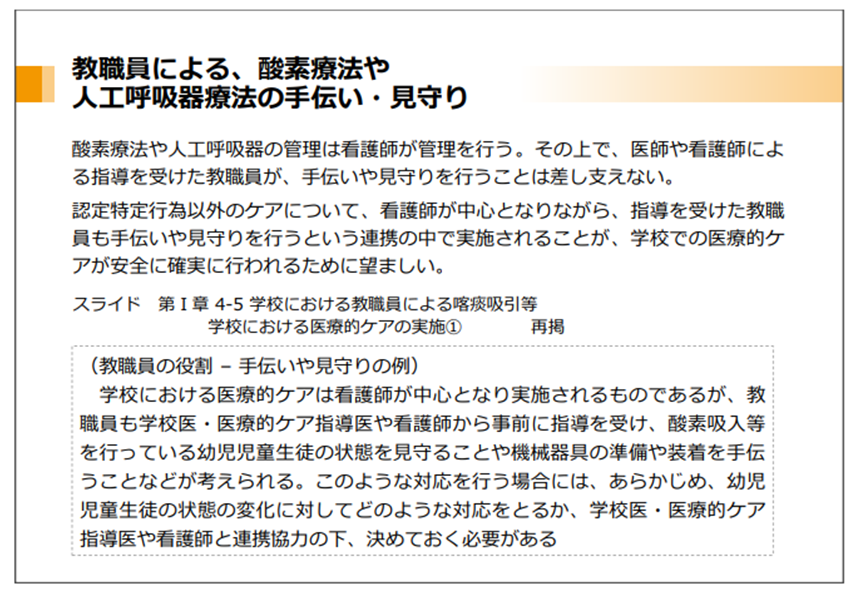 教職員による、酸素療法や
人工呼吸器療法の手伝い・見守り
酸素療法や人工呼吸器の管理は看護師が管理を行う。その上で、医師や看護師によ
る指導を受けた教職員が、手伝いや見守りを行うことは差し支えない。
認定特定行為以外のケアについて、看護師が中心となりながら、指導を受けた教職
員も手伝いや見守りを行うという連携の中で実施されることが、学校での医療的ケ
アが安全に確実に行われるために望ましい。
スライド　第Ⅰ章 4-5 学校における教職員による喀痰吸引等
学校における医療的ケアの実施①　　　　再掲
（教職員の役割 – 手伝いや見守りの例）
　学校における医療的ケアは看護師が中心となり実施されるものであるが、教
職員も学校医・医療的ケア指導医や看護師から事前に指導を受け、酸素吸入等
を行っている幼児児童生徒の状態を見守ることや機械器具の準備や装着を手伝
うことなどが考えられる。このような対応を行う場合には、あらかじめ、幼児
児童生徒の状態の変化に対してどのような対応をとるか、学校医・医療的ケア
指導医や看護師と連携協力の下、決めておく必要がある